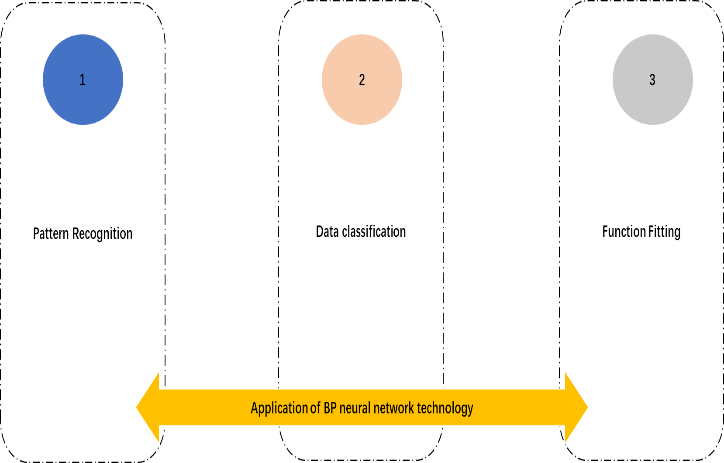 1
2
3
Pattern Recognition
Data classification
Function Fitting
Application of BP neural network technology